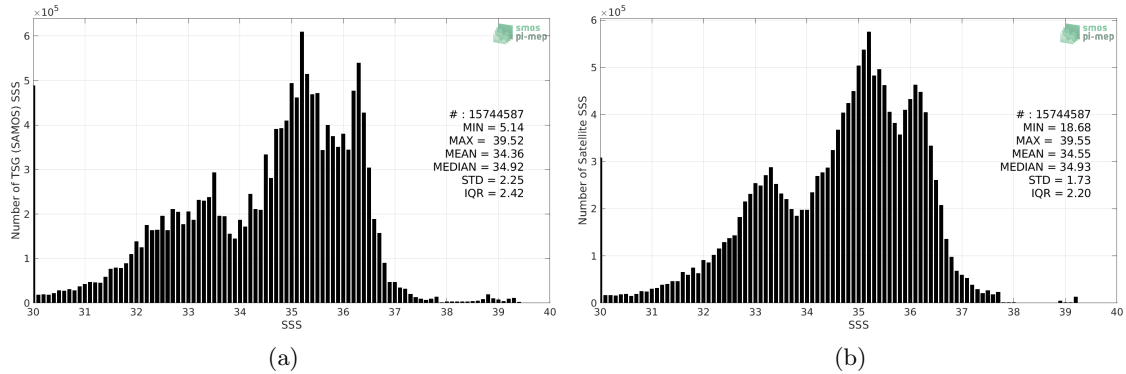 ×10⁵
smos
pi-mep
Number of TSG (SAMOS) SSS
6
5
4
3
2
1
0
# : 15744587
MIN = 5.14
MAX = 39.52
MEAN = 34.36
MEDIAN = 34.92
STD = 2.25
IQR = 2.42
30 31 32 33 34 35 36 37 38 39 40
SSS
(a)
×10⁵
smos
pi-mep
Number of Satellite SSS
6
5
4
3
2
1
0
# : 15744587
MIN = 18.68
MAX = 39.55
MEAN = 34.55
MEDIAN = 34.93
STD = 1.73
IQR = 2.20
30 31 32 33 34 35 36 37 38 39 40
SSS
(b)